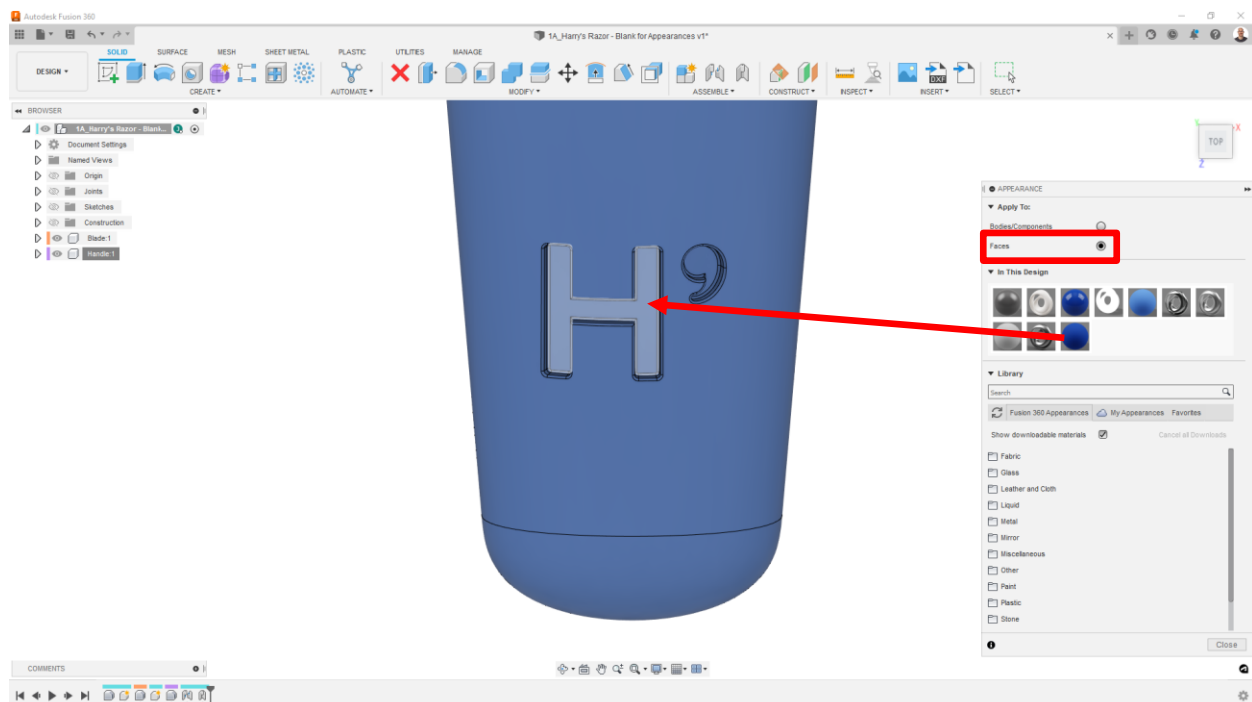 Autodesk Fusion 360
1A_Harry's Razor - Blank for Appearances v1*
SOLID SURFACE MESH SHEET METAL PLASTIC UTILITIES MANAGE
DESIGN
CREATE AUTOMATE MODIFY ASSEMBLE CONSTRUCT INSPECT INSERT SELECT
DXF
BROWSER
1A_Harry's Razor - Blank...
Document Settings
Named Views
Origin
Joints
Sketches
Construction
Blade:1
Handle:1
H’
TOP
X
Z
APPEARANCE
Apply To:
Bodies/Components
Faces
In This Design
Library
Search
Fusion 360 Appearances My Appearances Favorites
Show downloadable materials Cancel all Downloads
Fabric
Glass
Leather and Cloth
Liquid
Metal
Mirror
Miscellaneous
Other
Paint
Plastic
Stone
Close
COMMENTS